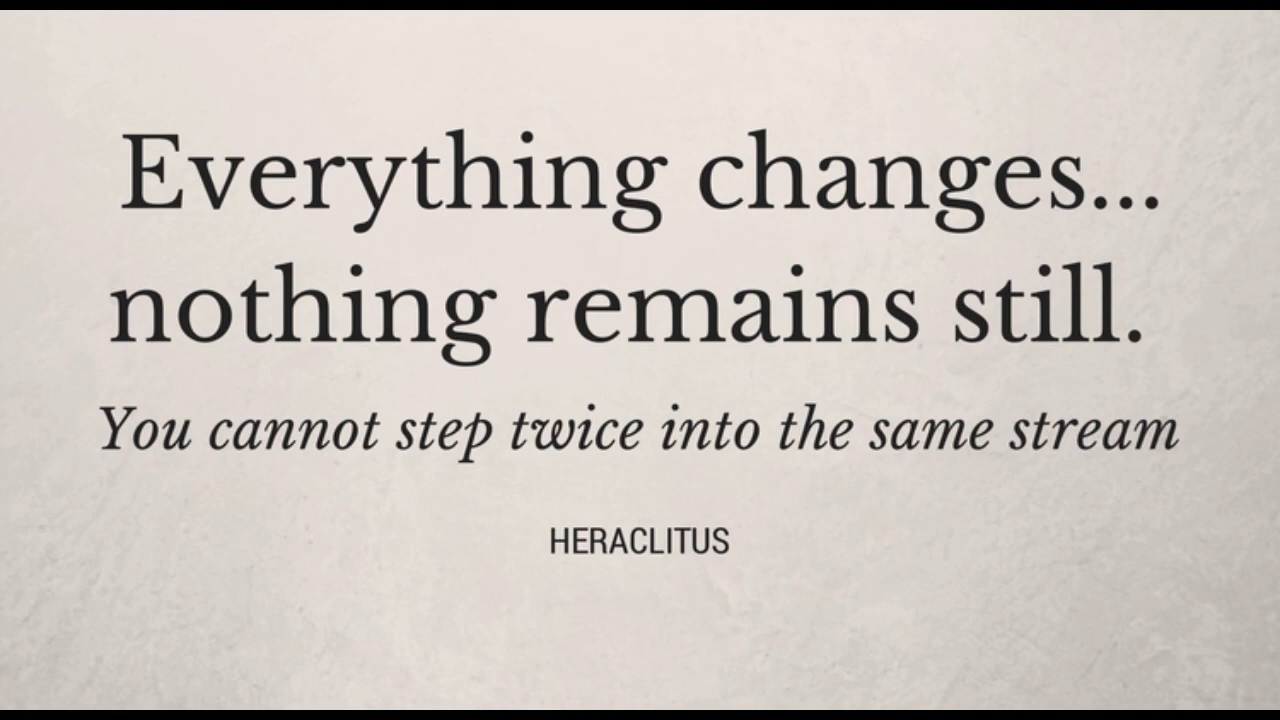 Everything changes...
nothing remains still.
You cannot step twice into the same stream
HERACLITUS